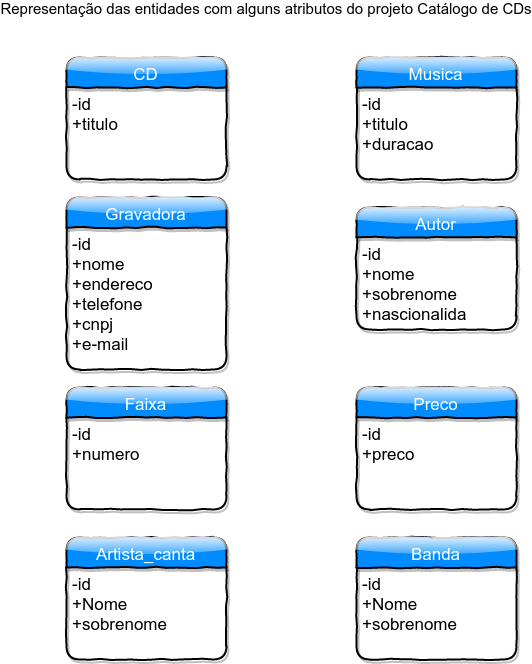 Representação das entidades com alguns atributos do projeto Catálogo de CDs
CD
-id
+titulo
Musica
-id
+titulo
+duracao
Gravadora
-id
+nome
+endereco
+telefone
+cnpj
+e-mail
Autor
-id
+nome
+sobrenome
+nascionalida
Faixa
-id
+numero
Preco
-id
+preco
Artista_canta
-id
+Nome
+sobrenome
Banda
-id
+Nome
+sobrenome